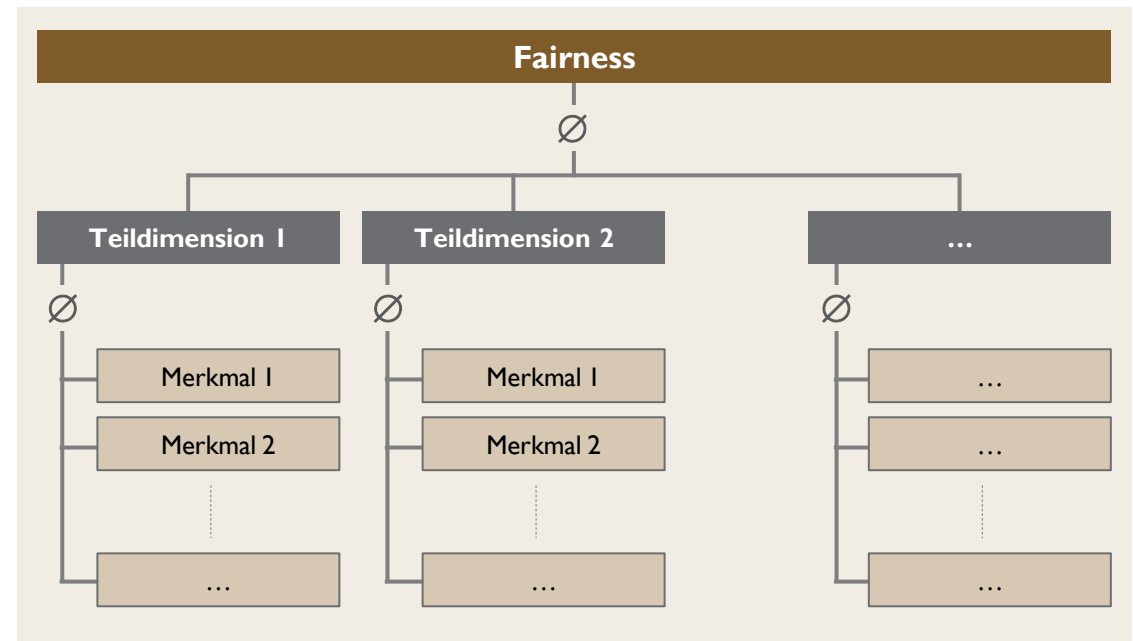 Fairness
Ø
Teildimension 1
Teildimension 2
...
Ø
Ø
Ø
Merkmal 1
Merkmal 1
...
Merkmal 2
Merkmal 2
...
...
...
...